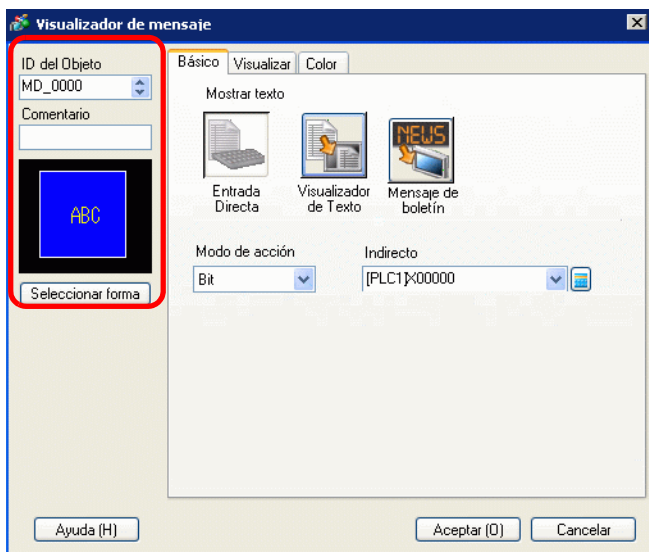 Visualizador de mensaje
ID del Objeto
MD_0000
Comentario
ABC
Seleccionar forma
Básico Visualizar Color
Mostrar texto
NEWS
Entrada Directa
Visualizador de Texto
Mensaje de boletín
Modo de acción
Bit
Indirecto
[PLC1]X00000
Ayuda (H)
Aceptar (O)
Cancelar